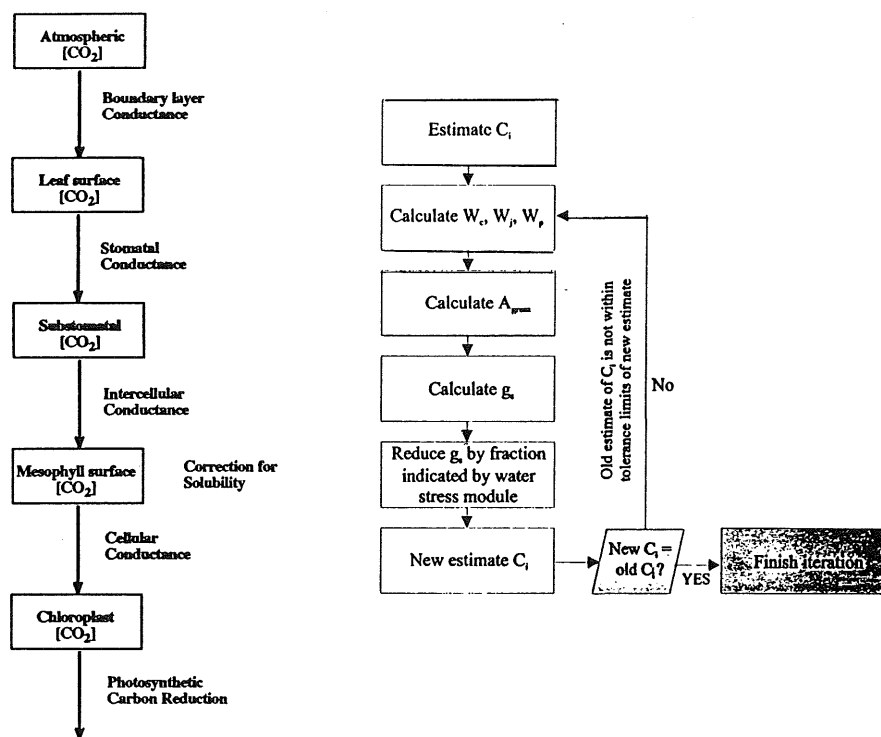 Atmospheric
[CO₂]
Boundary layer
Conductance
Leaf surface
[CO₂]
Stomatal
Conductance
Substomatal
[CO₂]
Intercellular
Conductance
Mesophyll surface
[CO₂]
Correction for
Solubility
Cellular
Conductance
Chloroplast
[CO₂]
Photosynthetic
Carbon Reduction
Estimate Cᵢ
Calculate W꜀, Wⱼ, Wₚ
Calculate A
Calculate gₛ
Reduce gₛ by fraction
indicated by water
stress module
New estimate Cᵢ
New Cᵢ =
old Cᵢ?
YES
Finish iteration
No
Old estimate of Cᵢ is not within
tolerance limits of new estimate